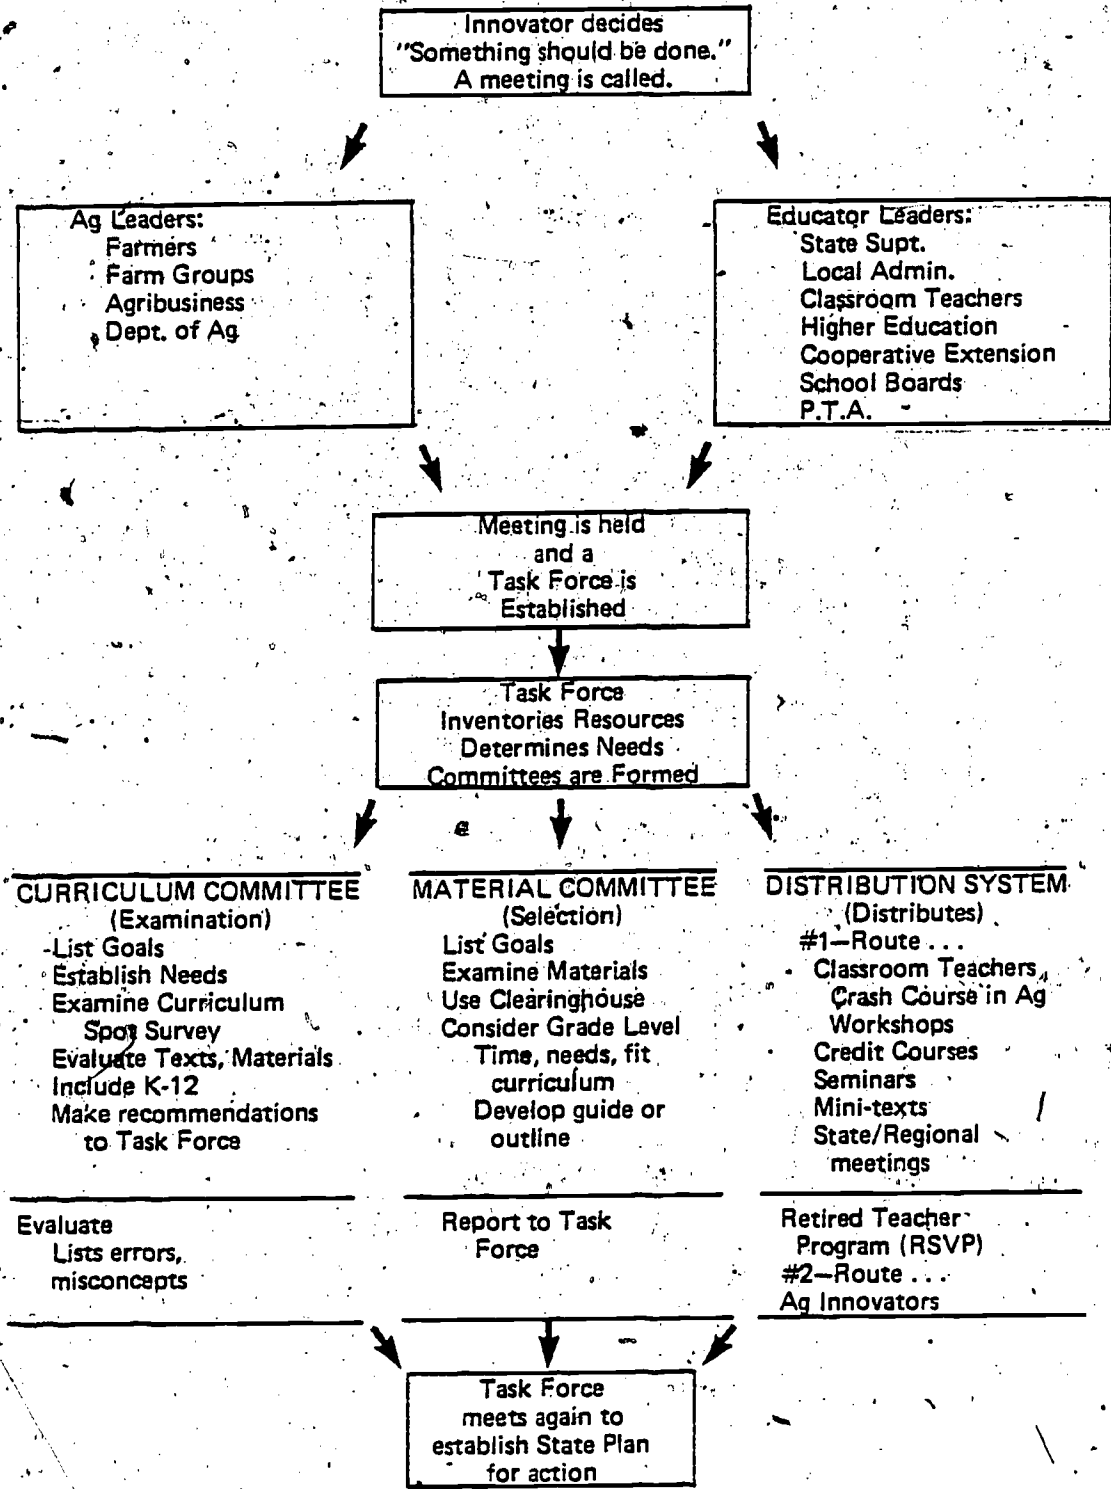 Innovator decides
"Something should be done."
A meeting is called.
Ag Leaders:
Farmers
Farm Groups
Agribusiness
Dept. of Ag
Educator Leaders:
State Supt.
Local Admin.
Classroom Teachers
Higher Education
Cooperative Extension
School Boards
P.T.A.
Meeting is held
and a
Task Force is
Established
Task Force
Inventories Resources
Determines Needs
Committees are Formed
CURRICULUM COMMITTEE
(Examination)
List Goals
Establish Needs
Examine Curriculum
Spot Survey
Evaluate Texts, Materials
Include K-12
Make recommendations
to Task Force
Evaluate
Lists errors,
misconcepts
MATERIAL COMMITTEE
(Selection)
List Goals
Examine Materials
Use Clearinghouse
Consider Grade Level
Time, needs, fit
curriculum
Develop guide or
outline
Report to Task
Force
DISTRIBUTION SYSTEM
(Distributes)
#1—Route . . .
Classroom Teachers
Crash Course in Ag
Workshops
Credit Courses
Seminars
Mini-texts
State/Regional
meetings
Retired Teacher
Program (RSVP)
#2—Route . . .
Ag Innovators
Task Force
meets again to
establish State Plan
for action